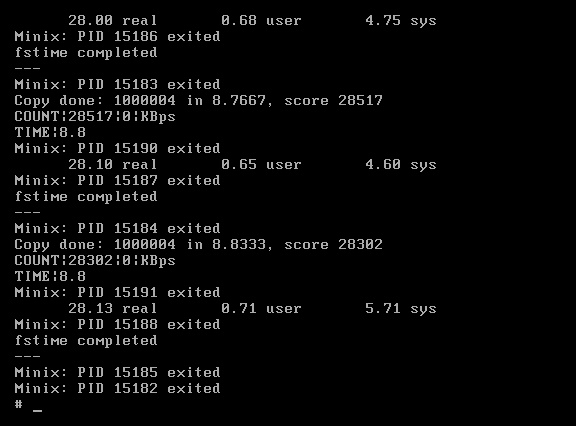 28.00 real 0.68 user 4.75 sys
Minix: PID 15186 exited
fstime completed
---
Minix: PID 15183 exited
Copy done: 1000004 in 8.7667, score 28517
COUNT|28517|0|KBps
TIME|8.8
Minix: PID 15190 exited
28.10 real 0.65 user 4.60 sys
Minix: PID 15187 exited
fstime completed
---
Minix: PID 15184 exited
Copy done: 1000004 in 8.8333, score 28302
COUNT|28302|0|KBps
TIME|8.8
Minix: PID 15191 exited
28.13 real 0.71 user 5.71 sys
Minix: PID 15188 exited
fstime completed
---
Minix: PID 15185 exited
Minix: PID 15182 exited
# _